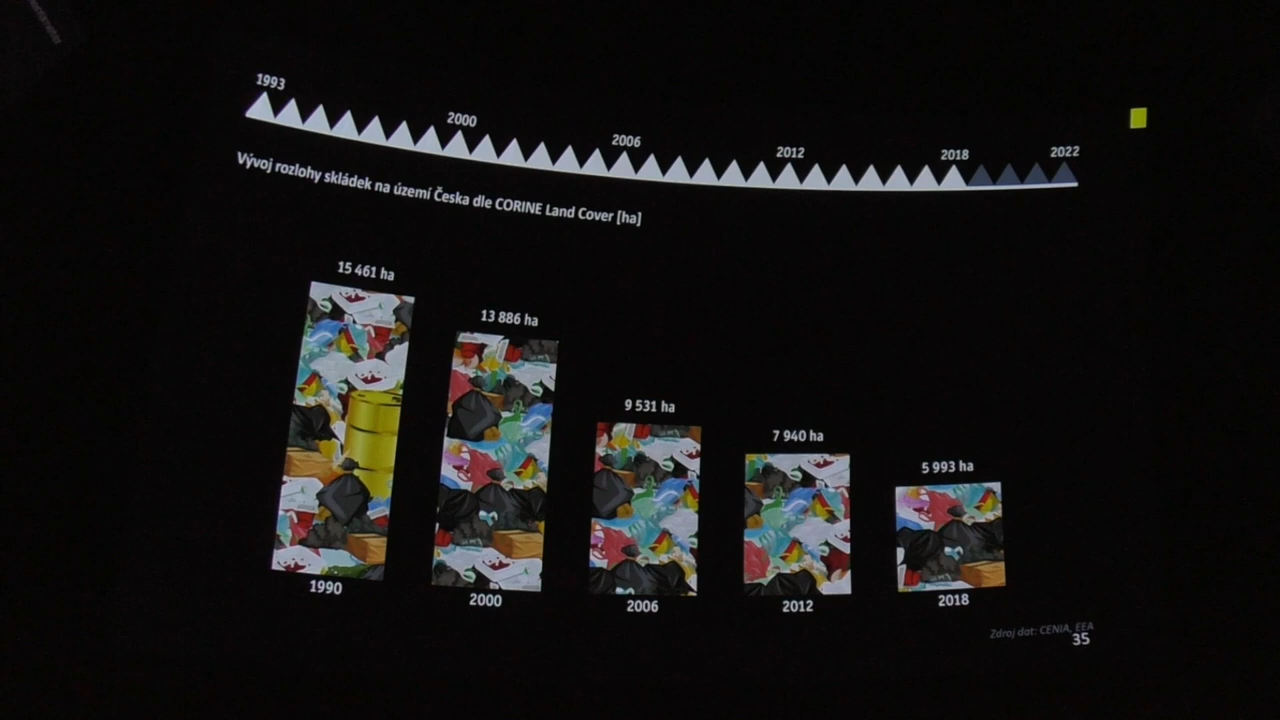 1993
2000
2006
2012
2018
2022
Vývoj rozlohy skládek na území Česka dle CORINE Land Cover [ha]
15 461 ha
13 886 ha
9 531 ha
7 940 ha
5 993 ha
1990
2000
2006
2012
2018
Zdroj dat: CENIA, EEA
35